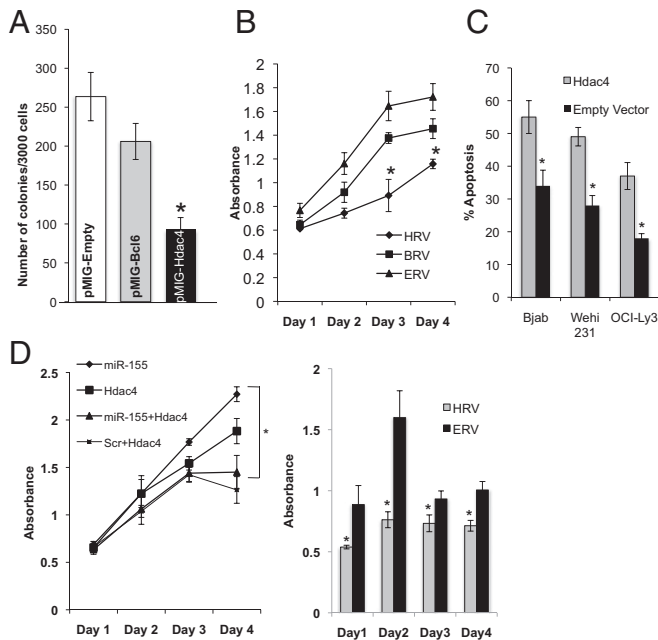 A
Number of colonies/3000 cells
350
300
250
200
150
100
50
0
pMIG-Empty
pMIG-Bcl6
pMIG-Hdac4
*
B
Absorbance
2
1.8
1.6
1.4
1.2
1
0.8
0.6
0.4
0.2
0
* *
HRV
BRV
ERV
Day 1 Day 2 Day 3 Day 4
C
% Apoptosis
70
60
50
40
30
20
10
0
Hdac4
Empty Vector
* * *
Bjab Wehi 231 OCI-Ly3
D
miR-155
Hdac4
miR-155+Hdac4
Scr+Hdac4
Absorbance
2.5
2
1.5
1
0.5
0
*
Day 1 Day 2 Day 3 Day 4
Absorbance
2
1.5
1
0.5
0
HRV
ERV
* * * *
Day1 Day2 Day3 Day4